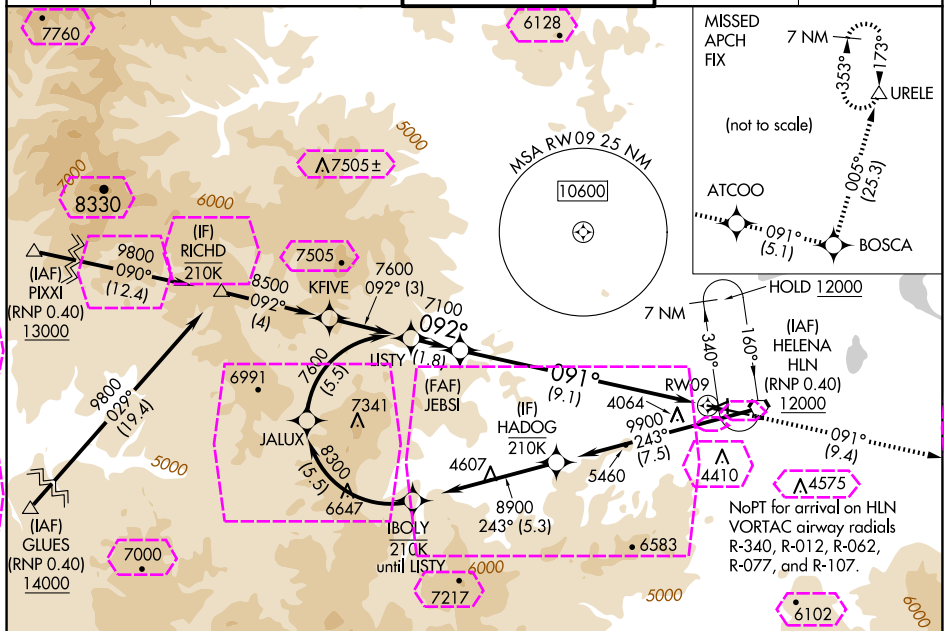 7760
6128
MISSED
APCH
FIX
7 NM
353°
173°
URELE
(not to scale)
005°
(25.3)
ATCOO
091°
(5.1)
BOSCA
5000
7505±
MSA RW09 25 NM
10600
7000
8330
6000
(IF)
RICHD
210K
9800
090°
(12.4)
(IAF)
PIXXI
(RNP 0.40)
13000
7505
8500
092°
(4)
KFIVE
7600
092° (3)
7100
092°
(1.8)
LISTY
(FAF)
JEBSI
091°
(9.1)
HOLD 12000
7 NM
340°
160°
(IAF)
HELENA
HLN
(RNP 0.40)
12000
RW09
9800
029°
(19.4)
6991
7600
(5.5)
7341
JALUX
8300
(5.5)
6647
(IF)
HADOG
210K
4064
9900
243°
(7.5)
5460
4607
8900
243° (5.3)
IBOLY
210K
until LISTY
091°
(9.4)
4410
4575
NoPT for arrival on HLN
VORTAC airway radials
R-340, R-012, R-062,
R-077, and R-107.
5000
(IAF)
GLUES
(RNP 0.40)
14000
7000
6583
6000
7217
5000
6102
6000